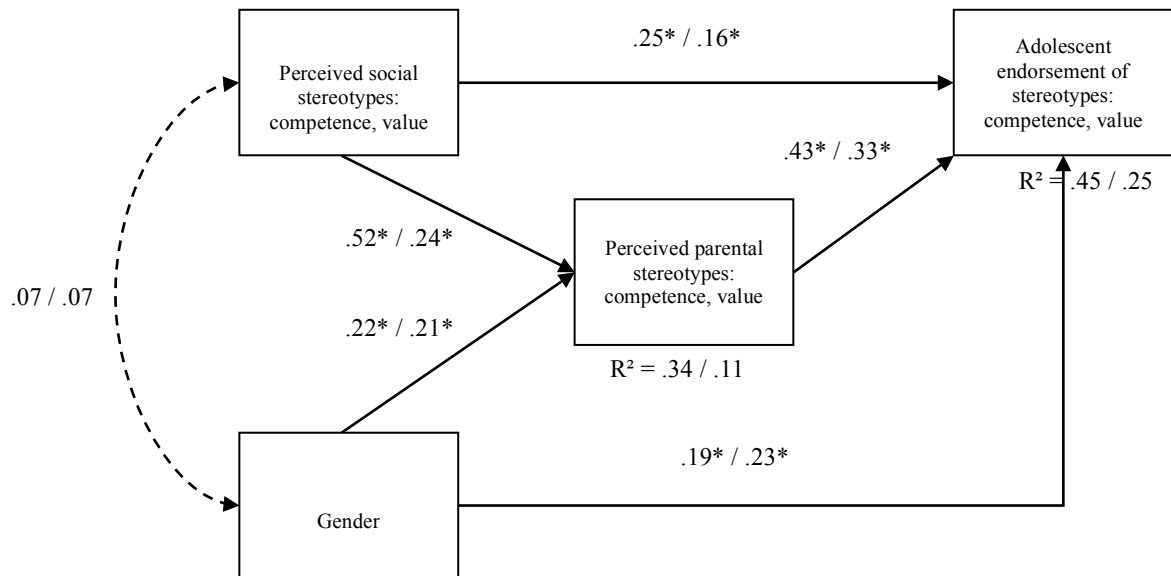 .25* / .16*
Perceived social
stereotypes:
competence, value
Adolescent
endorsement of
stereotypes:
competence, value
.43* / .33*
R² = .45 / .25
.52* / .24*
Perceived parental
stereotypes:
competence, value
.07 / .07
.22* / .21*
R² = .34 / .11
.19* / .23*
Gender